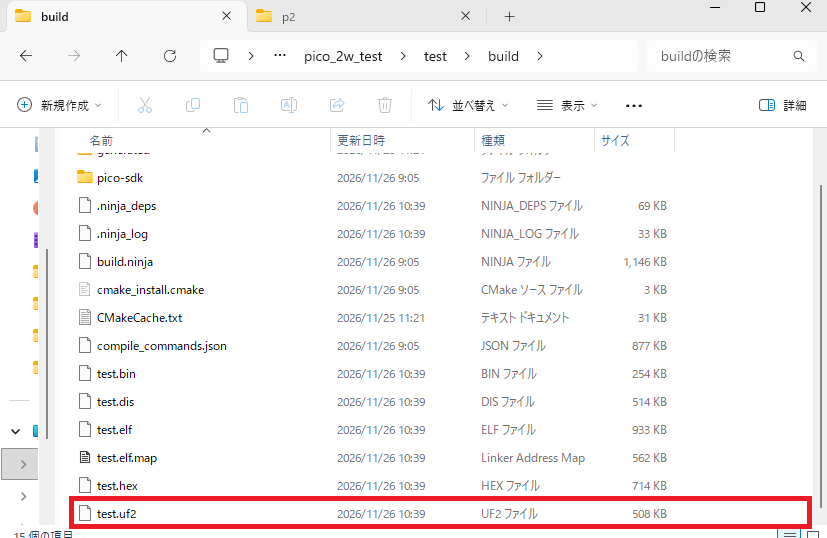 build
p2
pico_2w_test
test
build
buildの検索
新規作成
並べ替え
表示
詳細
名前 更新日時 種類 サイズ
pico-sdk 2026/11/26 9:05 ファイル フォルダー
.ninja_deps 2026/11/26 10:39 NINJA_DEPS ファイル 69 KB
.ninja_log 2026/11/26 10:39 NINJA_LOG ファイル 33 KB
build.ninja 2026/11/26 9:05 NINJA ファイル 1,146 KB
cmake_install.cmake 2026/11/26 9:05 CMake ソース ファイル 3 KB
CMakeCache.txt 2026/11/25 11:21 テキスト ドキュメント 31 KB
compile_commands.json 2026/11/26 9:05 JSON ファイル 877 KB
test.bin 2026/11/26 10:39 BIN ファイル 254 KB
test.dis 2026/11/26 10:39 DIS ファイル 514 KB
test.elf 2026/11/26 10:39 ELF ファイル 933 KB
test.elf.map 2026/11/26 10:39 Linker Address Map 562 KB
test.hex 2026/11/26 10:39 HEX ファイル 714 KB
test.uf2 2026/11/26 10:39 UF2 ファイル 508 KB
15 個の項目